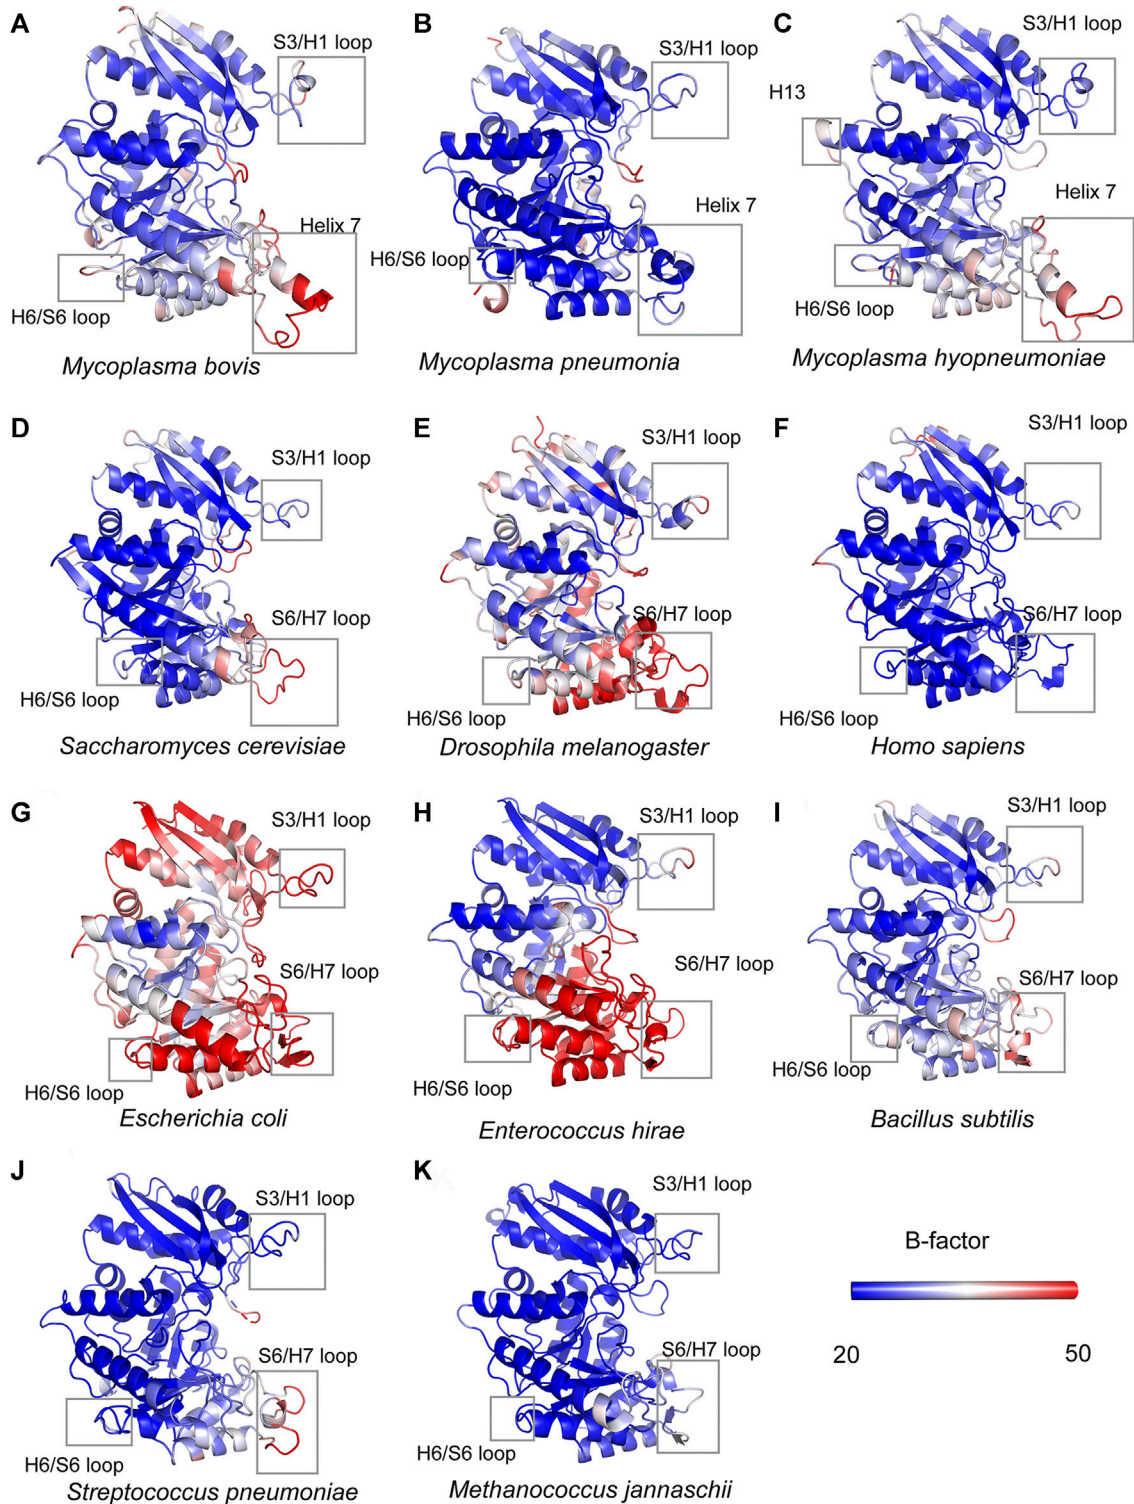 A
S3/H1 loop
Helix 7
H6/S6 loop
Mycoplasma bovis
B
S3/H1 loop
Helix 7
H6/S6 loop
Mycoplasma pneumonia
C
S3/H1 loop
H13
Helix 7
H6/S6 loop
Mycoplasma hyopneumoniae
D
S3/H1 loop
S6/H7 loop
H6/S6 loop
Saccharomyces cerevisiae
E
S3/H1 loop
S6/H7 loop
H6/S6 loop
Drosophila melanogaster
F
S3/H1 loop
S6/H7 loop
H6/S6 loop
Homo sapiens
G
S3/H1 loop
S6/H7 loop
H6/S6 loop
Escherichia coli
H
S3/H1 loop
S6/H7 loop
H6/S6 loop
Enterococcus hirae
I
S3/H1 loop
S6/H7 loop
H6/S6 loop
Bacillus subtilis
J
S3/H1 loop
S6/H7 loop
H6/S6 loop
Streptococcus pneumoniae
K
S3/H1 loop
S6/H7 loop
H6/S6 loop
Methanococcus jannaschii
B-factor
20
50